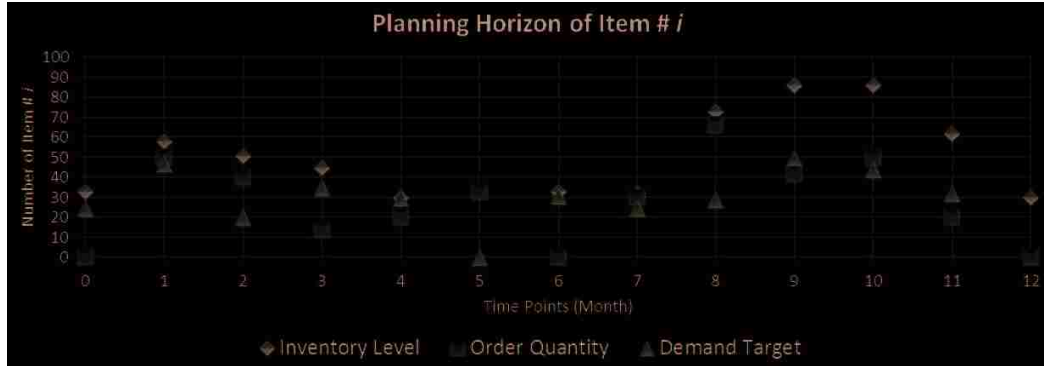 Planning Horizon of Item # i
Number of Item # i
100
90
80
70
60
50
40
30
20
10
0
0 1 2 3 4 5 6 7 8 9 10 11 12
Time Points (Month)
Inventory Level Order Quantity Demand Target